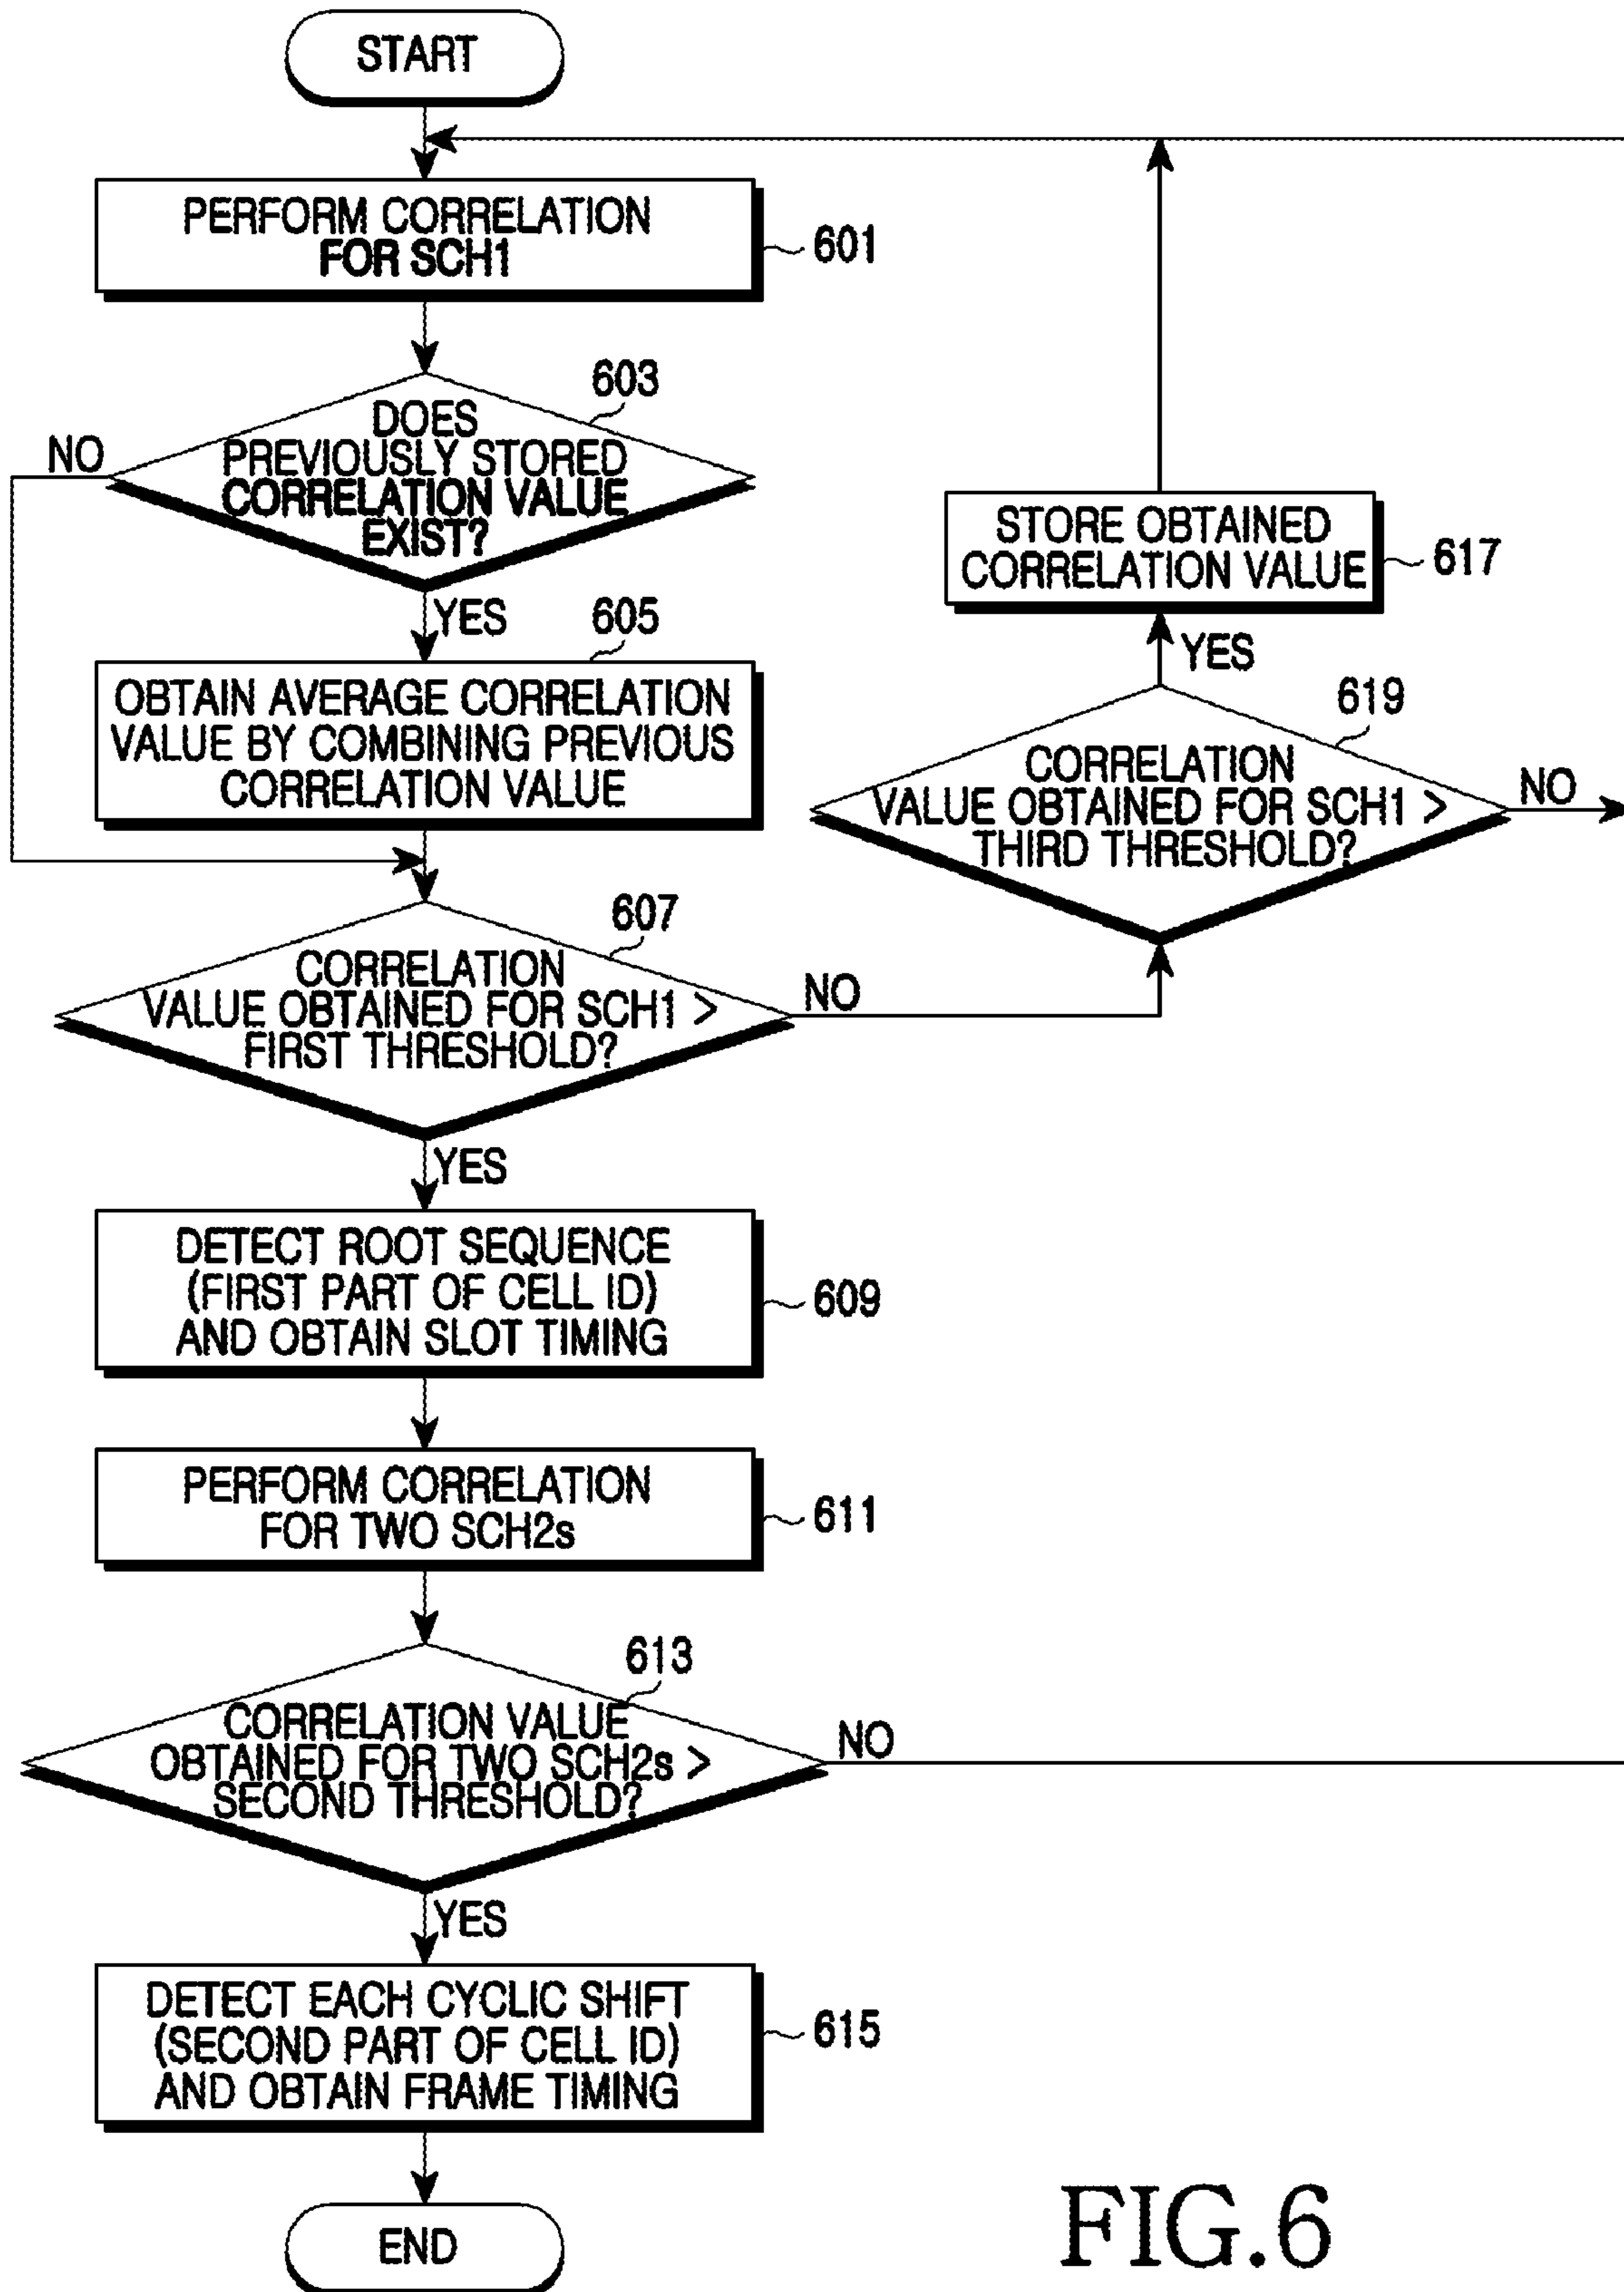 START
PERFORM CORRELATION
FOR SCH1
601
603
DOES
PREVIOUSLY STORED
CORRELATION VALUE
EXIST?
NO
YES
605
OBTAIN AVERAGE CORRELATION
VALUE BY COMBINING PREVIOUS
CORRELATION VALUE
607
CORRELATION
VALUE OBTAINED FOR SCH1 >
FIRST THRESHOLD?
NO
YES
STORE OBTAINED
CORRELATION VALUE
617
YES
619
CORRELATION
VALUE OBTAINED FOR SCH1 >
THIRD THRESHOLD?
NO
DETECT ROOT SEQUENCE
(FIRST PART OF CELL ID)
AND OBTAIN SLOT TIMING
609
PERFORM CORRELATION
FOR TWO SCH2s
611
613
CORRELATION VALUE
OBTAINED FOR TWO SCH2s >
SECOND THRESHOLD?
NO
YES
DETECT EACH CYCLIC SHIFT
(SECOND PART OF CELL ID)
AND OBTAIN FRAME TIMING
615
END
FIG.6